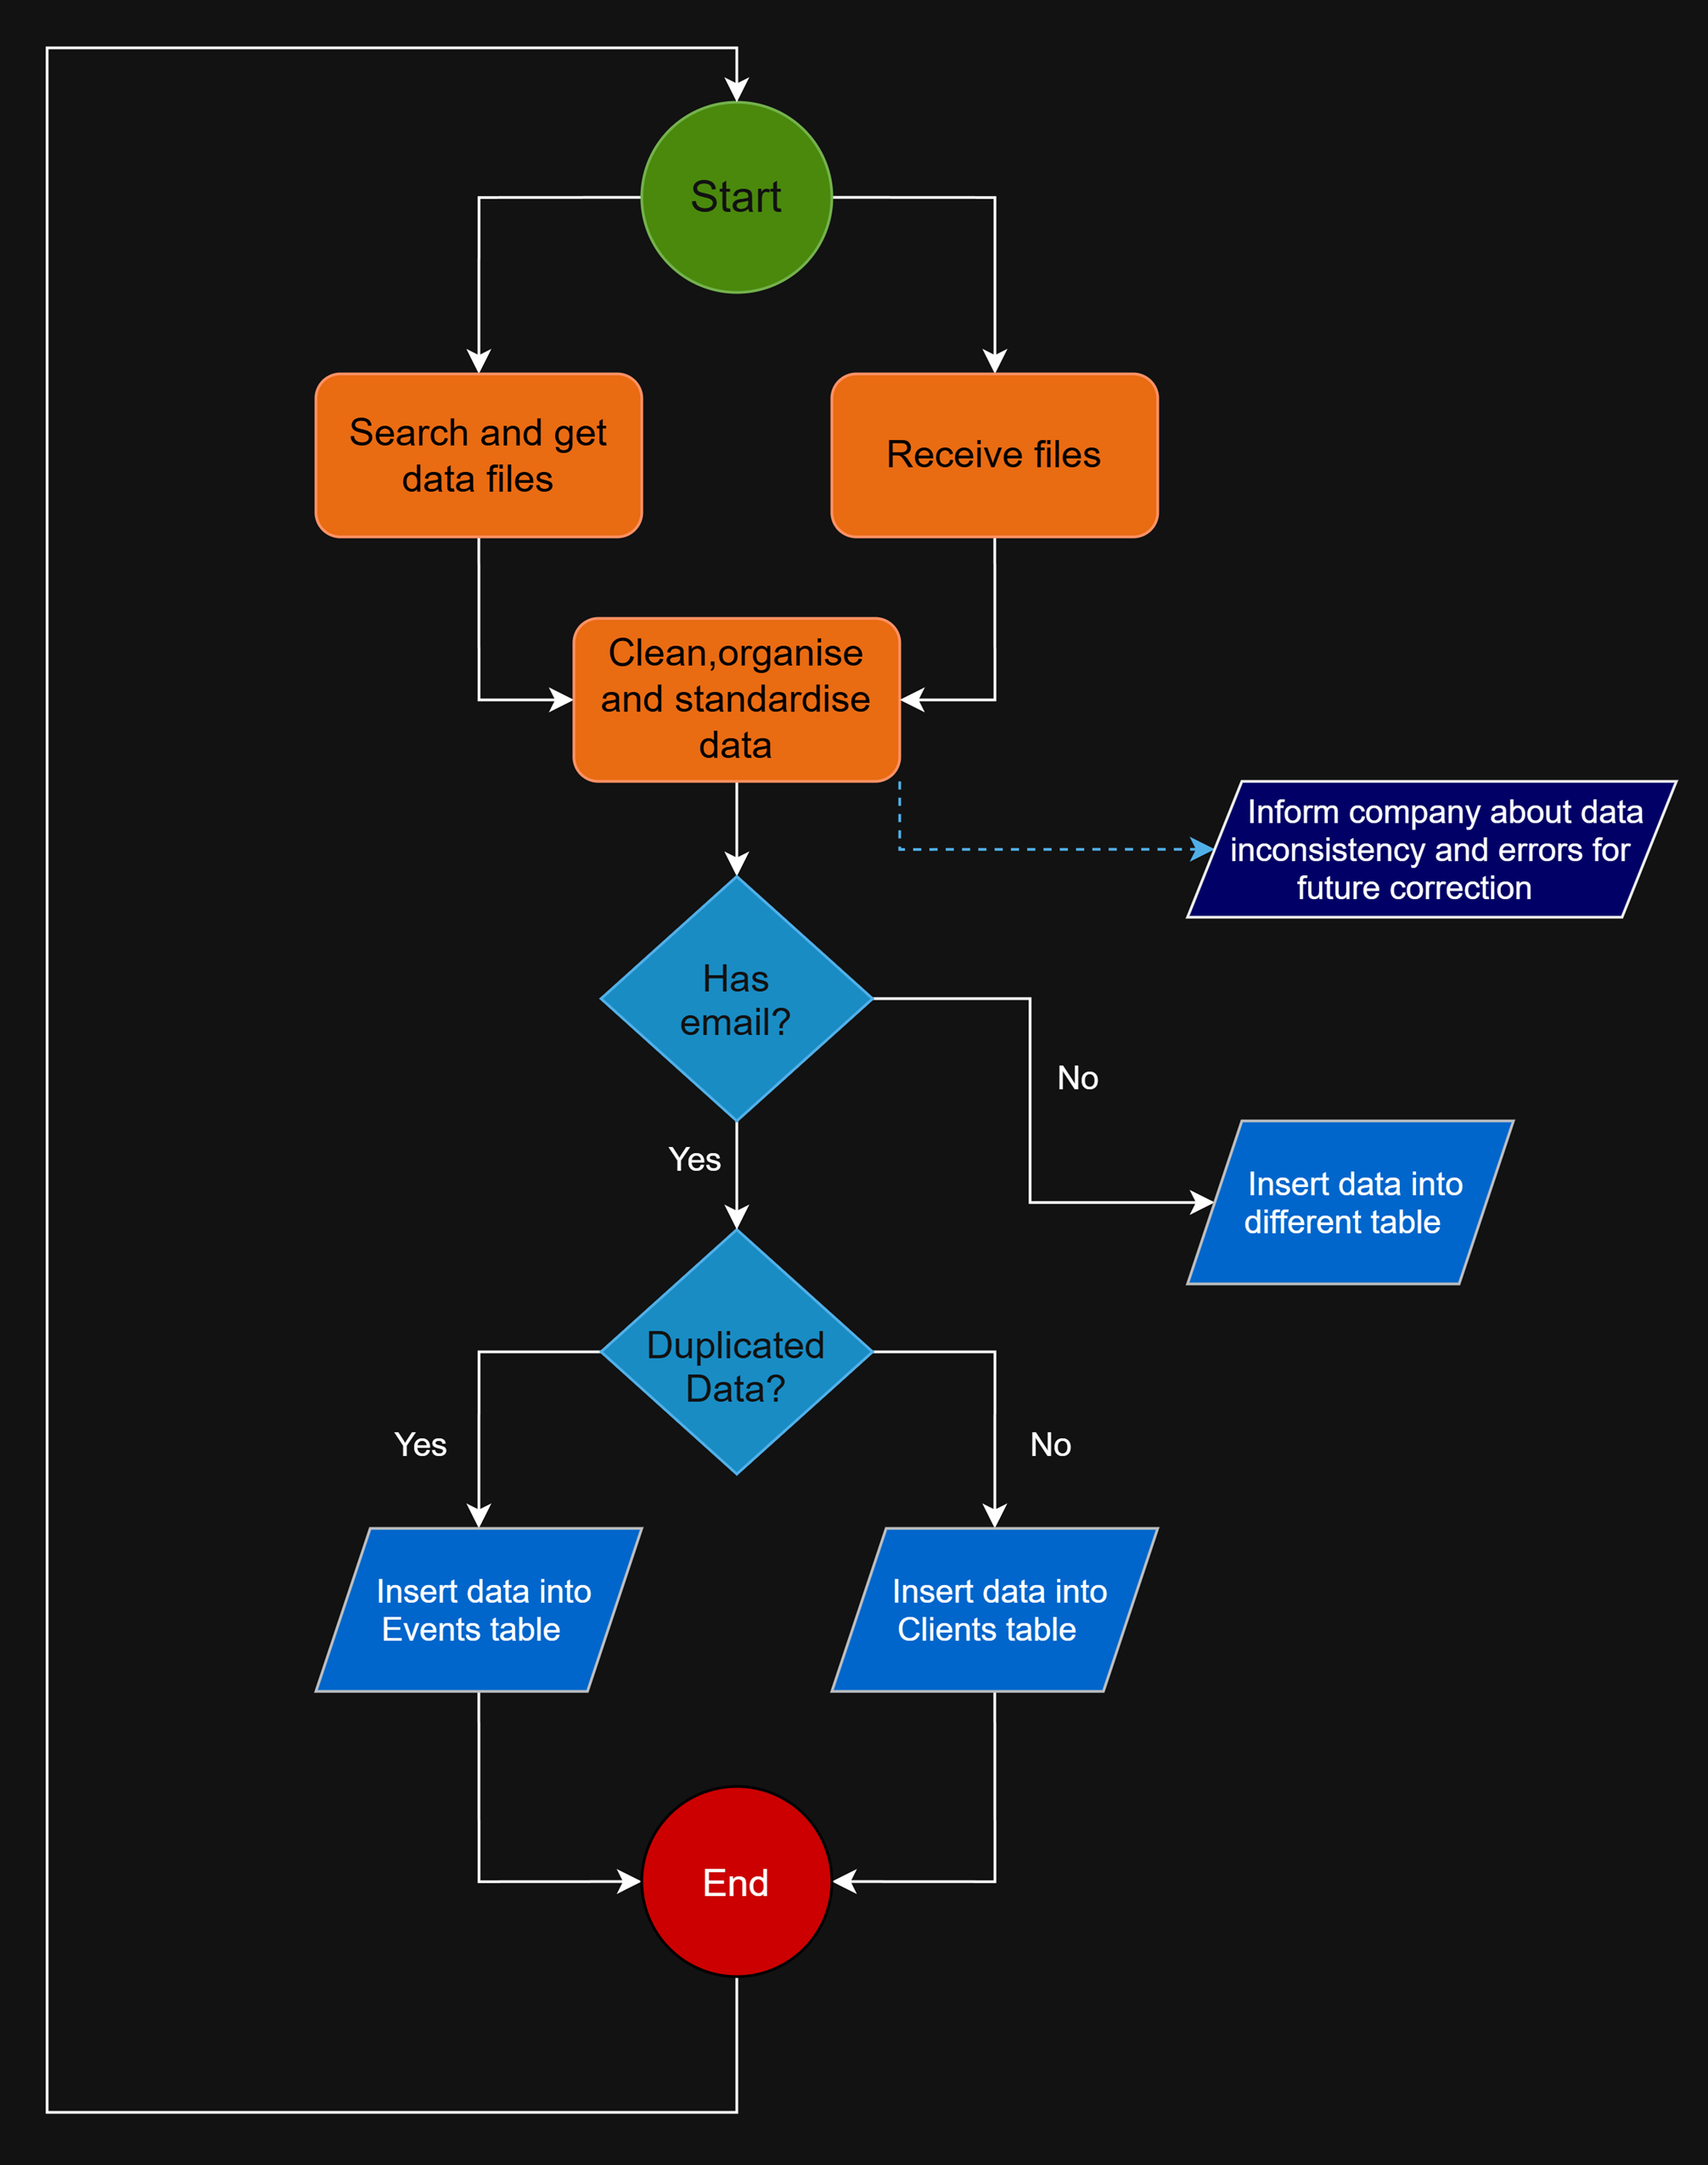 Start
Search and get
data files
Receive files
Clean,organise
and standardise
data
Inform company about data
inconsistency and errors for
future correction
Has
email?
No
Yes
Insert data into
different table
Duplicated
Data?
Yes
No
Insert data into
Events table
Insert data into
Clients table
End